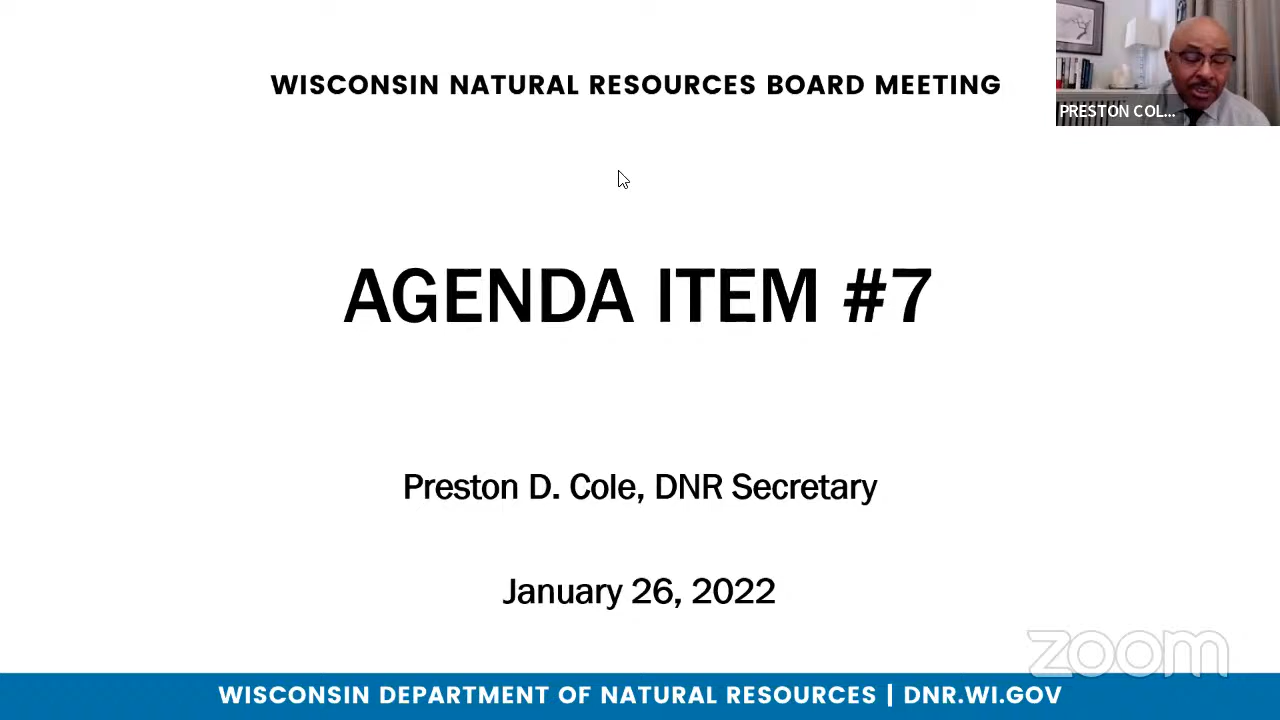 WISCONSIN NATURAL RESOURCES BOARD MEETING
PRESTON COL...
AGENDA ITEM #7
Preston D. Cole, DNR Secretary
January 26, 2022
zoom
WISCONSIN DEPARTMENT OF NATURAL RESOURCES | DNR.WI.GOV